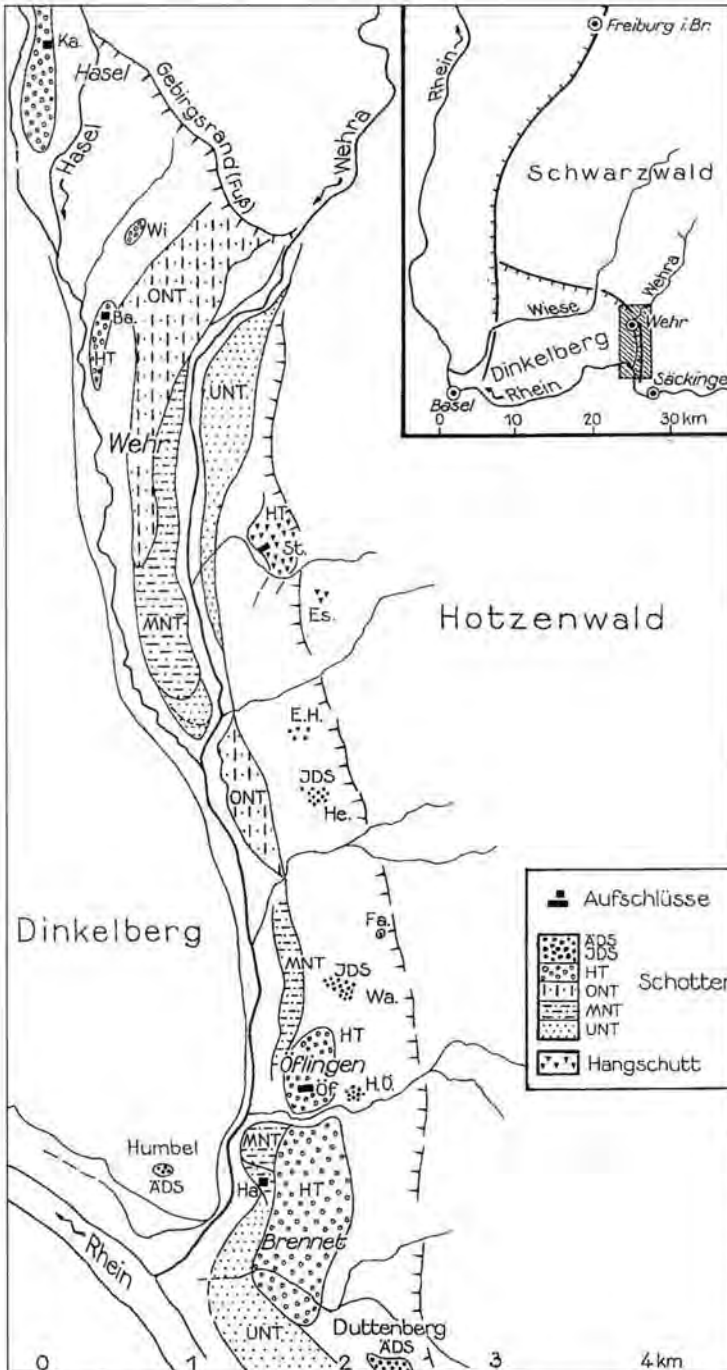 Ka.
Hasel
Hasel
Gebirgsrand (Fuß)
Wehra
Wi
ONT
Ba.
HT
UNT
Wehr
HT
St.
MNT
Es.
Hotzenwald
E.H.
JDS
He.
ONT
Dinkelberg
Fa.
MNT
JDS
Wa.
HT
Öflingen
Öf.
H.Ü.
MNT
Humbel
ÄDS
Ha.
HT
Brennet
Rhein
UNT
Duttenberg
ÄDS
0 1 2 3 4 km
Freiburg i. Br.
Rhein
Schwarzwald
Wehra
Wiese
Wehr
Dinkelberg
Rhein
Säckingen
Basel
0 10 20 30 km
Aufschlüsse
ÄDS
JDS
HT
ONT
MNT
UNT
Schotter
Hangschutt